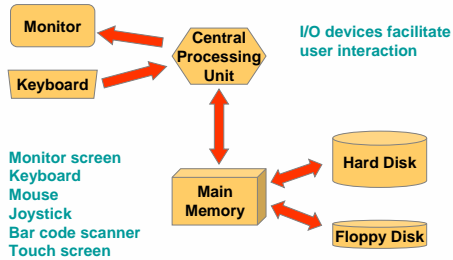 Monitor
Central
Processing
Unit
I/O devices facilitate
user interaction
Keyboard
Monitor screen
Keyboard
Mouse
Joystick
Bar code scanner
Touch screen
Main
Memory
Hard Disk
Floppy Disk